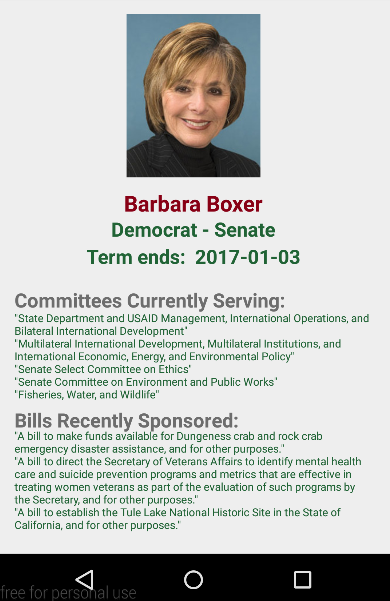 Barbara Boxer
Democrat - Senate
Term ends:  2017-01-03
Committees Currently Serving:
"State Department and USAID Management, International Operations, and
Bilateral International Development"
"Multilateral International Development, Multilateral Institutions, and
International Economic, Energy, and Environmental Policy"
"Senate Select Committee on Ethics"
"Senate Committee on Environment and Public Works"
"Fisheries, Water, and Wildlife"
Bills Recently Sponsored:
"A bill to make funds available for Dungeness crab and rock crab
emergency disaster assistance, and for other purposes."
"A bill to direct the Secretary of Veterans Affairs to identify mental health
care and suicide prevention programs and metrics that are effective in
treating women veterans as part of the evaluation of such programs by
the Secretary, and for other purposes."
"A bill to establish the Tule Lake National Historic Site in the State of
California, and for other purposes."
free for personal use